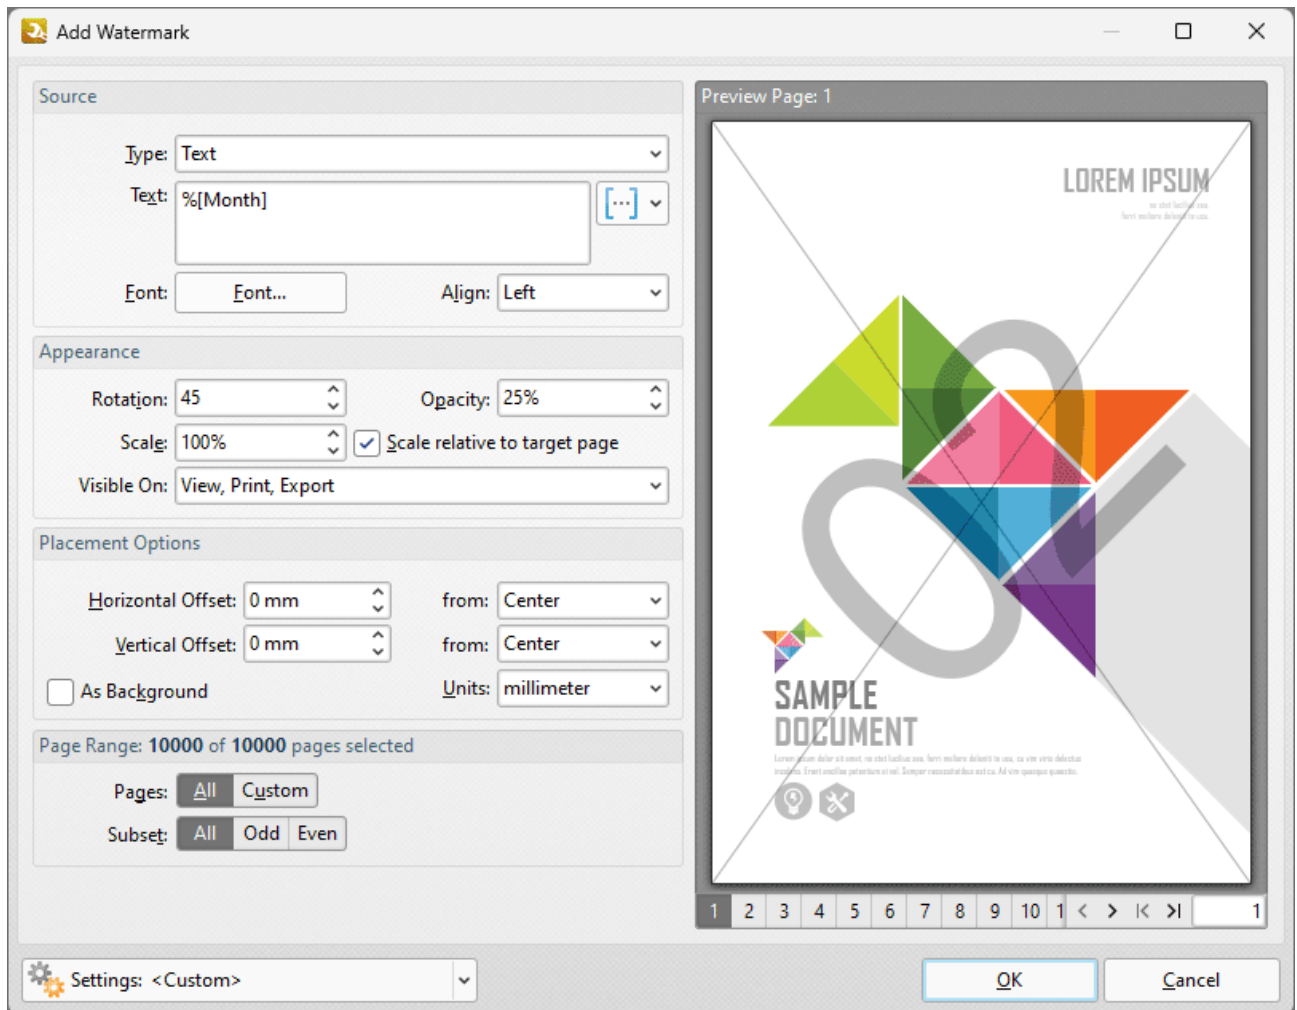 Add Watermark
Source
Type: Text
Text: %[Month]
Font: Font... Align: Left
Appearance
Rotation: 45 Opacity: 25%
Scale: 100% Scale relative to target page
Visible On: View, Print, Export
Placement Options
Horizontal Offset: 0 mm from: Center
Vertical Offset: 0 mm from: Center
As Background Units: millimeter
Page Range: 10000 of 10000 pages selected
Pages: All Custom
Subset: All Odd Even
Preview Page: 1
LOREM IPSUM
02
SAMPLE
DOCUMENT
1 2 3 4 5 6 7 8 9 10 1 1
Settings: <Custom> OK Cancel